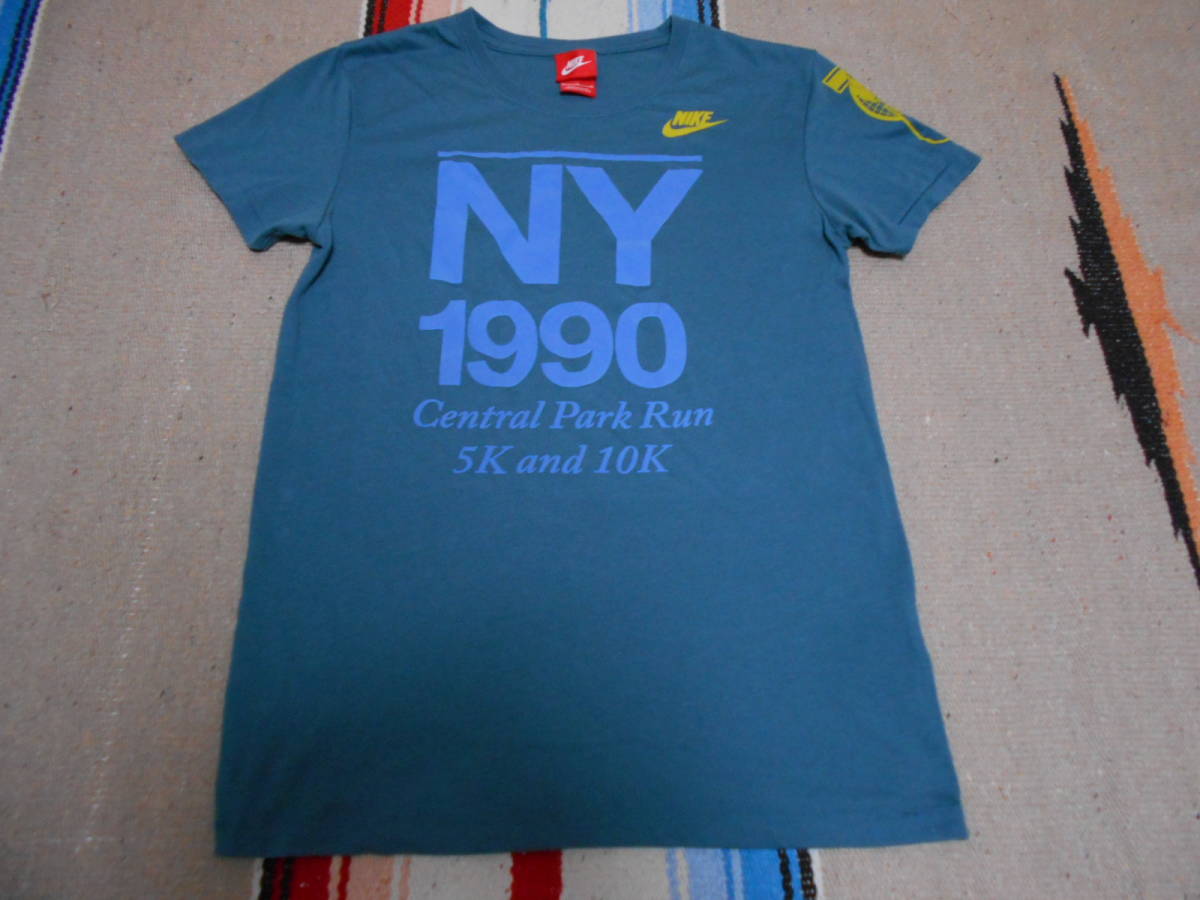 NIKE
NIKE
NY
1990
Central Park Run
5K and 10K